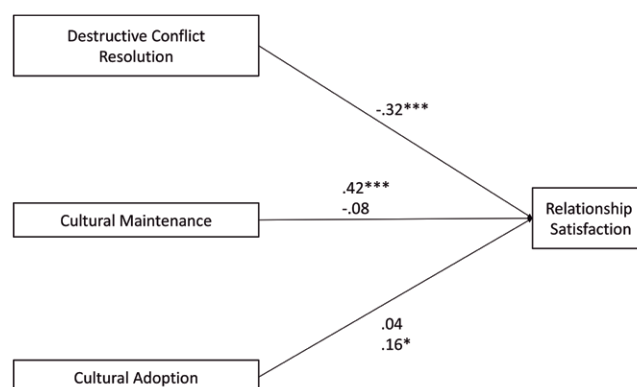 Destructive Conflict
Resolution
-.32***
.42***
-.08
Cultural Maintenance
Relationship
Satisfaction
.04
.16*
Cultural Adoption